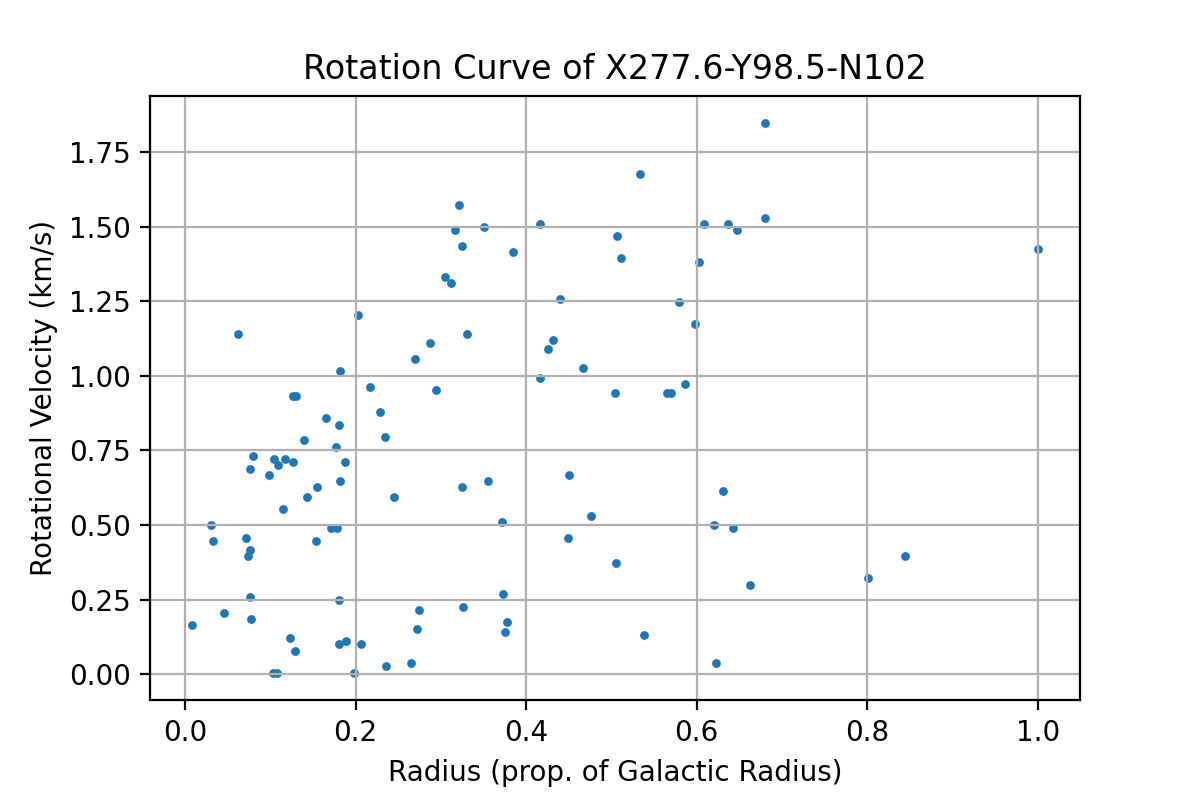 Rotation Curve of X277.6-Y98.5-N102
Rotational Velocity (km/s)
1.75
1.50
1.25
1.00
0.75
0.50
0.25
0.00
0.0 0.2 0.4 0.6 0.8 1.0
Radius (prop. of Galactic Radius)